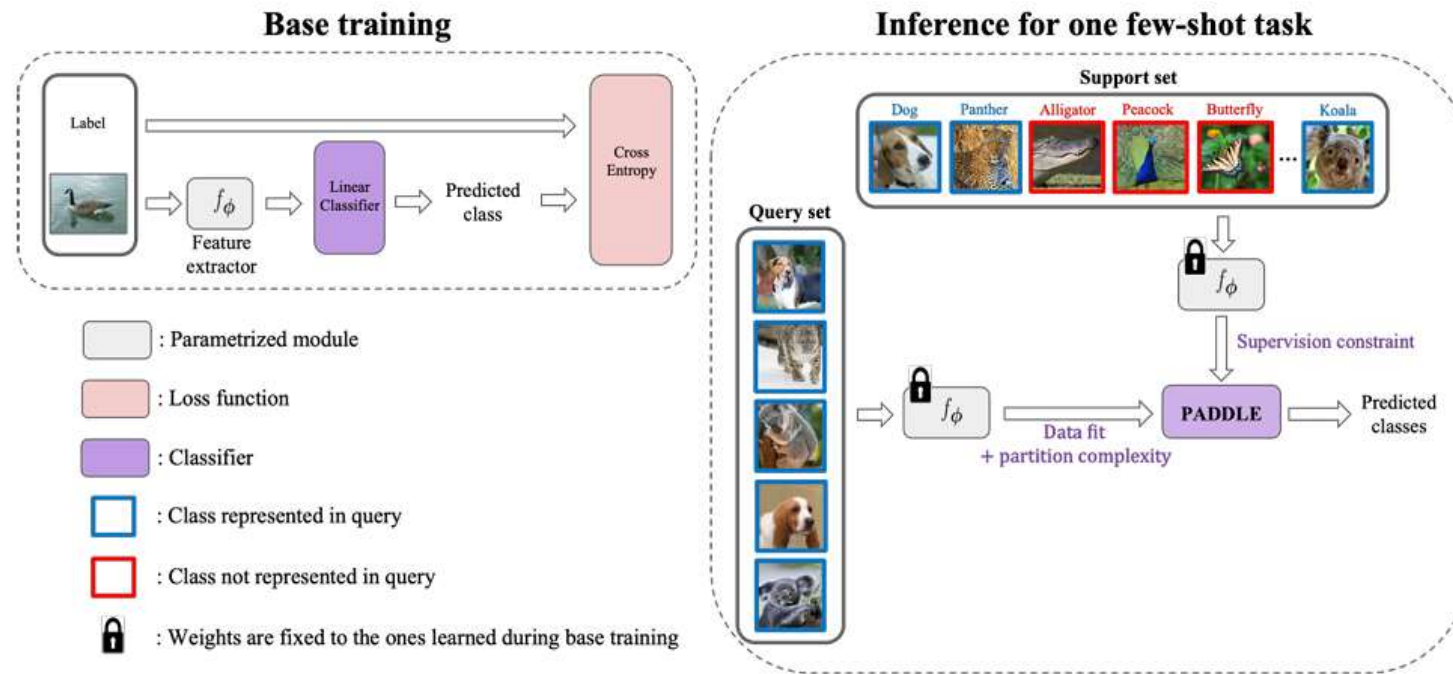 Base training
Label
f_ϕ
Feature
extractor
Linear
Classifier
Predicted
class
Cross
Entropy
: Parametrized module
: Loss function
: Classifier
: Class represented in query
: Class not represented in query
: Weights are fixed to the ones learned during base training
Inference for one few-shot task
Support set
Dog Panther Alligator Peacock Butterfly ... Koala
Query set
f_ϕ
Supervision constraint
f_ϕ
Data fit
+ partition complexity
PADDLE
Predicted
classes